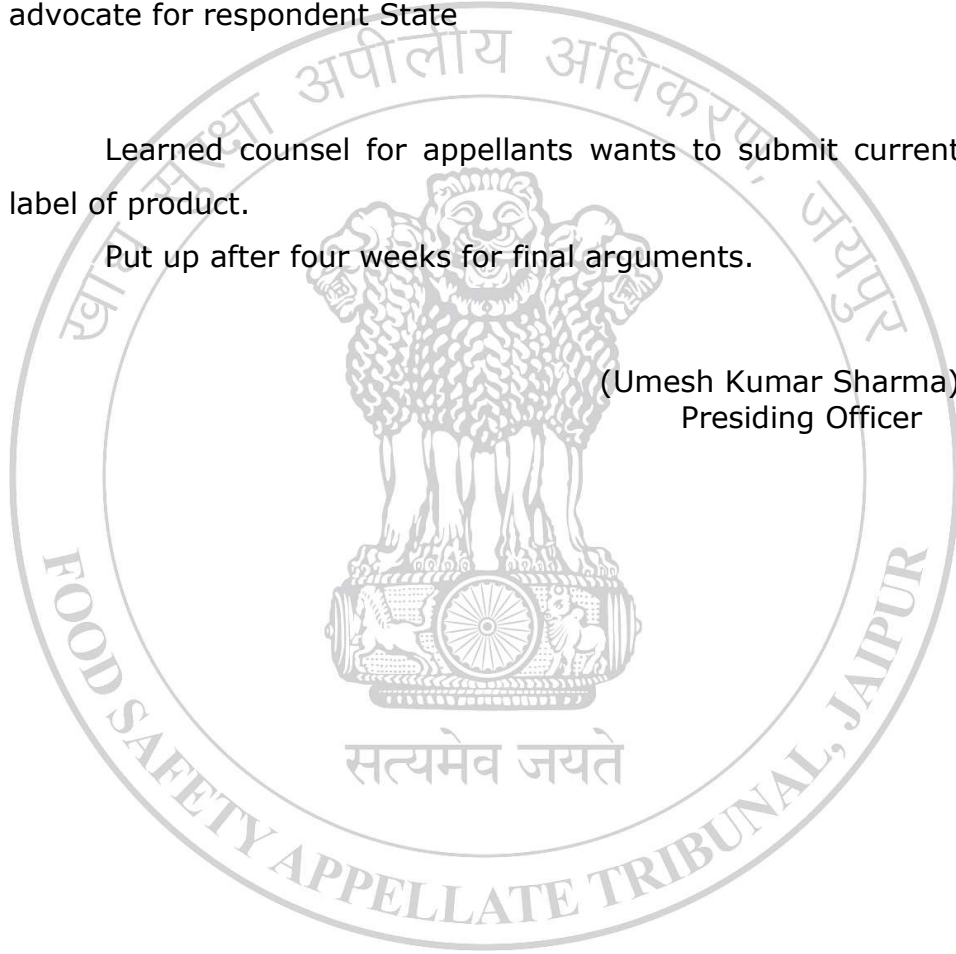 advocate for respondent State
खाद्य सुरक्षा अपीलीय अधिकरण, जयपुर
Learned counsel for appellants wants to submit current
label of product.
Put up after four weeks for final arguments.
(Umesh Kumar Sharma)
Presiding Officer
सत्यमेव जयते
FOOD SAFETY APPELLATE TRIBUNAL, JAIPUR